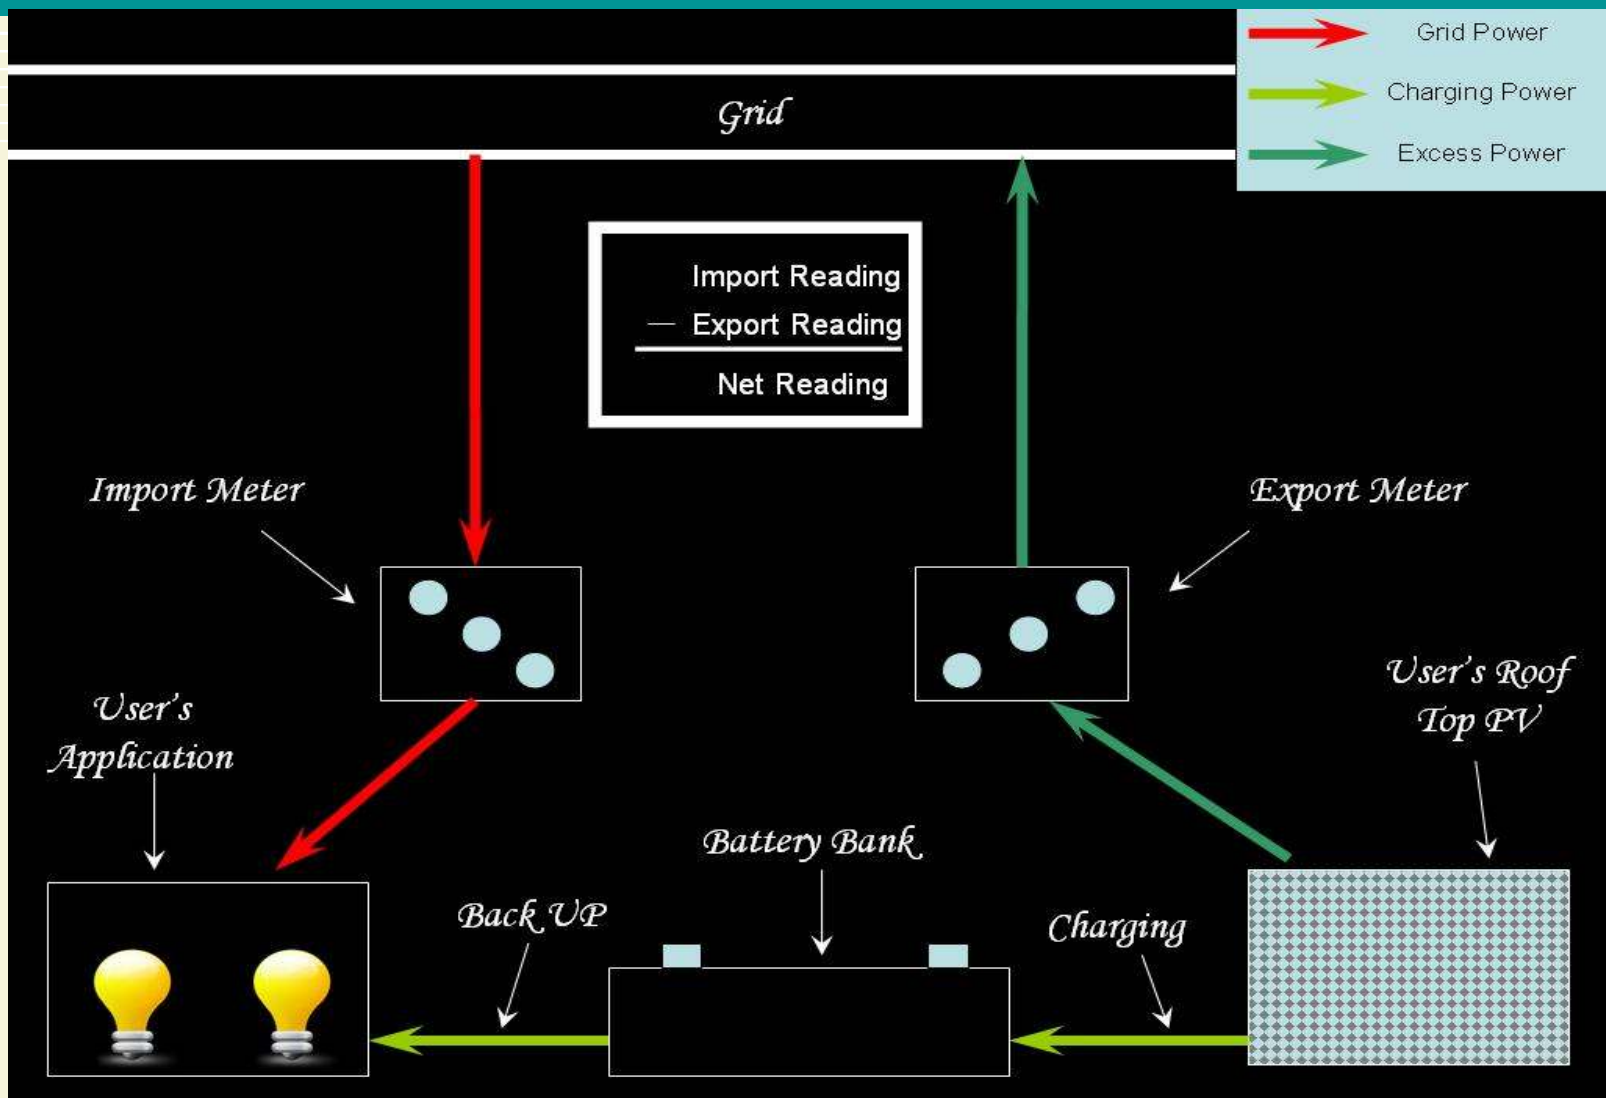 Grid Power
Charging Power
Excess Power
Grid
Import Reading
— Export Reading
Net Reading
Import Meter
Export Meter
User's Roof
Top PV
User's
Application
Battery Bank
Back UP
Charging